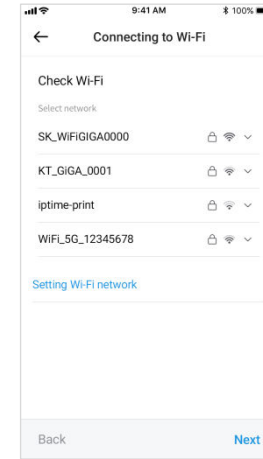 9:41 AM
100%
Connecting to Wi-Fi
Check Wi-Fi
Select network
SK_WiFiGIGA0000
KT_GiGA_0001
iptime-print
WiFi_5G_12345678
Setting Wi-Fi network
Back
Next